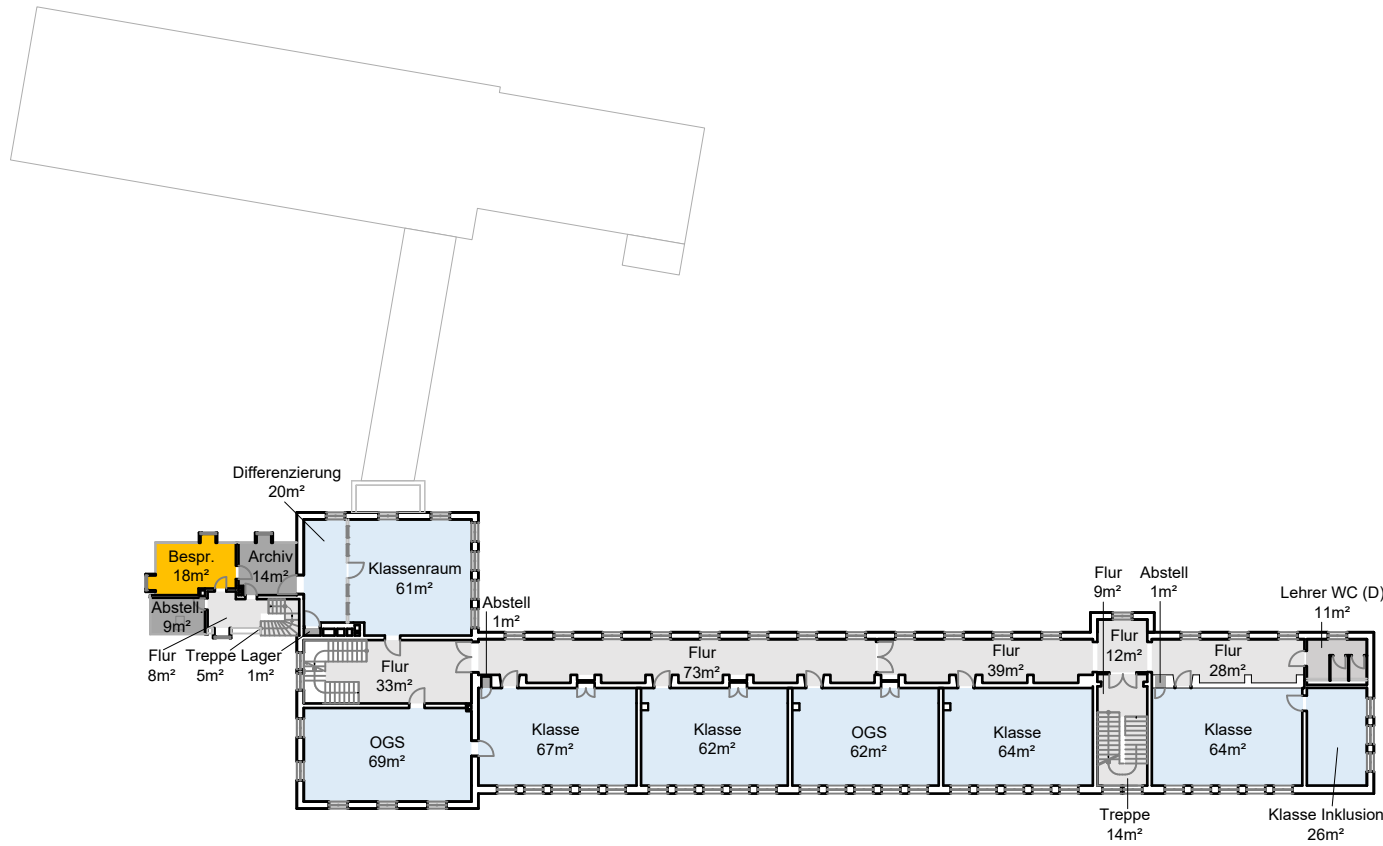 Differenzierung
20m²
Bespr.
18m²
Archiv
14m²
Klassenraum
61m²
Abstell.
9m²
Flur
8m²
Treppe
5m²
Lager
1m²
Abstell
1m²
Flur
33m²
Flur
73m²
Flur
39m²
Flur
9m²
Abstell
1m²
Lehrer WC (D)
11m²
Flur
12m²
Flur
28m²
OGS
69m²
Klasse
67m²
Klasse
62m²
OGS
62m²
Klasse
64m²
Klasse
64m²
Treppe
14m²
Klasse Inklusion
26m²